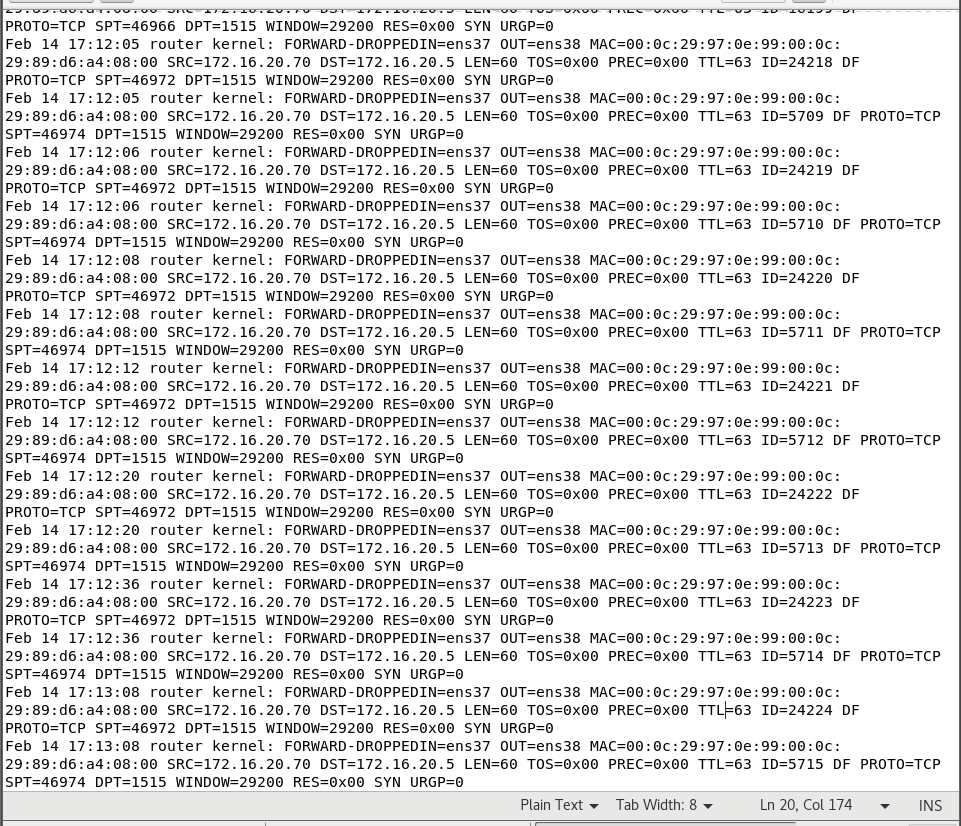 PROTO=TCP SPT=46966 DPT=1515 WINDOW=29200 RES=0x00 SYN URGP=0
Feb 14 17:12:05 router kernel: FORWARD-DROPPEDIN=ens37 OUT=ens38 MAC=00:0c:29:97:0e:99:00:0c:
29:89:d6:a4:08:00 SRC=172.16.20.70 DST=172.16.20.5 LEN=60 TOS=0x00 PREC=0x00 TTL=63 ID=24218 DF
PROTO=TCP SPT=46972 DPT=1515 WINDOW=29200 RES=0x00 SYN URGP=0
Feb 14 17:12:05 router kernel: FORWARD-DROPPEDIN=ens37 OUT=ens38 MAC=00:0c:29:97:0e:99:00:0c:
29:89:d6:a4:08:00 SRC=172.16.20.70 DST=172.16.20.5 LEN=60 TOS=0x00 PREC=0x00 TTL=63 ID=5709 DF PROTO=TCP
SPT=46974 DPT=1515 WINDOW=29200 RES=0x00 SYN URGP=0
Feb 14 17:12:06 router kernel: FORWARD-DROPPEDIN=ens37 OUT=ens38 MAC=00:0c:29:97:0e:99:00:0c:
29:89:d6:a4:08:00 SRC=172.16.20.70 DST=172.16.20.5 LEN=60 TOS=0x00 PREC=0x00 TTL=63 ID=24219 DF
PROTO=TCP SPT=46972 DPT=1515 WINDOW=29200 RES=0x00 SYN URGP=0
Feb 14 17:12:06 router kernel: FORWARD-DROPPEDIN=ens37 OUT=ens38 MAC=00:0c:29:97:0e:99:00:0c:
29:89:d6:a4:08:00 SRC=172.16.20.70 DST=172.16.20.5 LEN=60 TOS=0x00 PREC=0x00 TTL=63 ID=5710 DF PROTO=TCP
SPT=46974 DPT=1515 WINDOW=29200 RES=0x00 SYN URGP=0
Feb 14 17:12:08 router kernel: FORWARD-DROPPEDIN=ens37 OUT=ens38 MAC=00:0c:29:97:0e:99:00:0c:
29:89:d6:a4:08:00 SRC=172.16.20.70 DST=172.16.20.5 LEN=60 TOS=0x00 PREC=0x00 TTL=63 ID=24220 DF
PROTO=TCP SPT=46972 DPT=1515 WINDOW=29200 RES=0x00 SYN URGP=0
Feb 14 17:12:08 router kernel: FORWARD-DROPPEDIN=ens37 OUT=ens38 MAC=00:0c:29:97:0e:99:00:0c:
29:89:d6:a4:08:00 SRC=172.16.20.70 DST=172.16.20.5 LEN=60 TOS=0x00 PREC=0x00 TTL=63 ID=5711 DF PROTO=TCP
SPT=46974 DPT=1515 WINDOW=29200 RES=0x00 SYN URGP=0
Feb 14 17:12:12 router kernel: FORWARD-DROPPEDIN=ens37 OUT=ens38 MAC=00:0c:29:97:0e:99:00:0c:
29:89:d6:a4:08:00 SRC=172.16.20.70 DST=172.16.20.5 LEN=60 TOS=0x00 PREC=0x00 TTL=63 ID=24221 DF
PROTO=TCP SPT=46972 DPT=1515 WINDOW=29200 RES=0x00 SYN URGP=0
Feb 14 17:12:12 router kernel: FORWARD-DROPPEDIN=ens37 OUT=ens38 MAC=00:0c:29:97:0e:99:00:0c:
29:89:d6:a4:08:00 SRC=172.16.20.70 DST=172.16.20.5 LEN=60 TOS=0x00 PREC=0x00 TTL=63 ID=5712 DF PROTO=TCP
SPT=46974 DPT=1515 WINDOW=29200 RES=0x00 SYN URGP=0
Feb 14 17:12:20 router kernel: FORWARD-DROPPEDIN=ens37 OUT=ens38 MAC=00:0c:29:97:0e:99:00:0c:
29:89:d6:a4:08:00 SRC=172.16.20.70 DST=172.16.20.5 LEN=60 TOS=0x00 PREC=0x00 TTL=63 ID=24222 DF
PROTO=TCP SPT=46972 DPT=1515 WINDOW=29200 RES=0x00 SYN URGP=0
Feb 14 17:12:20 router kernel: FORWARD-DROPPEDIN=ens37 OUT=ens38 MAC=00:0c:29:97:0e:99:00:0c:
29:89:d6:a4:08:00 SRC=172.16.20.70 DST=172.16.20.5 LEN=60 TOS=0x00 PREC=0x00 TTL=63 ID=5713 DF PROTO=TCP
SPT=46974 DPT=1515 WINDOW=29200 RES=0x00 SYN URGP=0
Feb 14 17:12:36 router kernel: FORWARD-DROPPEDIN=ens37 OUT=ens38 MAC=00:0c:29:97:0e:99:00:0c:
29:89:d6:a4:08:00 SRC=172.16.20.70 DST=172.16.20.5 LEN=60 TOS=0x00 PREC=0x00 TTL=63 ID=24223 DF
PROTO=TCP SPT=46972 DPT=1515 WINDOW=29200 RES=0x00 SYN URGP=0
Feb 14 17:12:36 router kernel: FORWARD-DROPPEDIN=ens37 OUT=ens38 MAC=00:0c:29:97:0e:99:00:0c:
29:89:d6:a4:08:00 SRC=172.16.20.70 DST=172.16.20.5 LEN=60 TOS=0x00 PREC=0x00 TTL=63 ID=5714 DF PROTO=TCP
SPT=46974 DPT=1515 WINDOW=29200 RES=0x00 SYN URGP=0
Feb 14 17:13:08 router kernel: FORWARD-DROPPEDIN=ens37 OUT=ens38 MAC=00:0c:29:97:0e:99:00:0c:
29:89:d6:a4:08:00 SRC=172.16.20.70 DST=172.16.20.5 LEN=60 TOS=0x00 PREC=0x00 TTL=63 ID=24224 DF
PROTO=TCP SPT=46972 DPT=1515 WINDOW=29200 RES=0x00 SYN URGP=0
Feb 14 17:13:08 router kernel: FORWARD-DROPPEDIN=ens37 OUT=ens38 MAC=00:0c:29:97:0e:99:00:0c:
29:89:d6:a4:08:00 SRC=172.16.20.70 DST=172.16.20.5 LEN=60 TOS=0x00 PREC=0x00 TTL=63 ID=5715 DF PROTO=TCP
SPT=46974 DPT=1515 WINDOW=29200 RES=0x00 SYN URGP=0
Plain Text Tab Width: 8 Ln 20, Col 174 INS